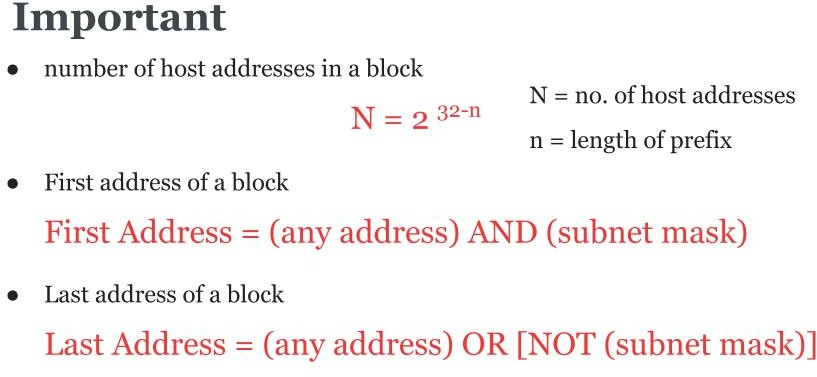 Important
● number of host addresses in a block
N = 2 32-n
N = no. of host addresses
n = length of prefix
● First address of a block
First Address = (any address) AND (subnet mask)
● Last address of a block
Last Address = (any address) OR [NOT (subnet mask)]